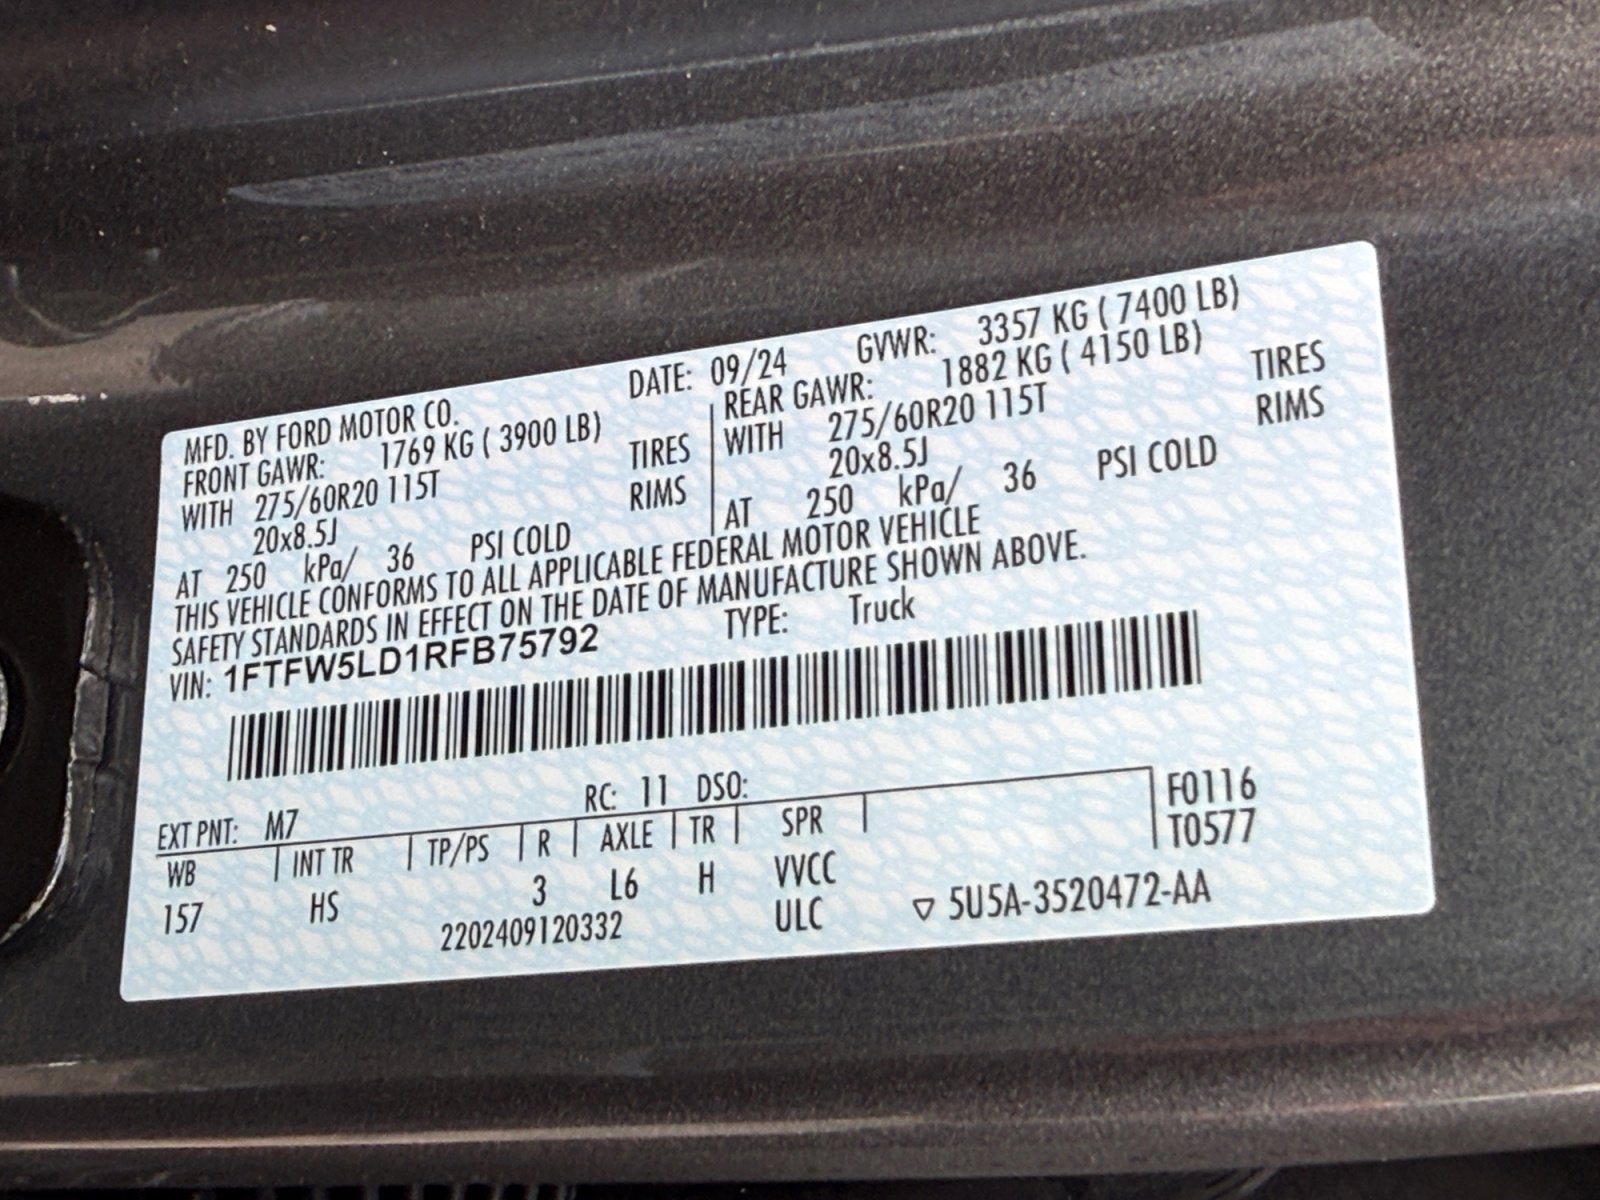 MFD. BY FORD MOTOR CO.
DATE: 09/24 GVWR: 3357 KG ( 7400 LB)
FRONT GAWR: 1769 KG ( 3900 LB)
WITH 275/60R20 115T TIRES
20x8.5J RIMS
AT 250 kPa/ 36 PSI COLD
REAR GAWR: 1882 KG ( 4150 LB)
WITH 275/60R20 115T TIRES
20x8.5J RIMS
AT 250 kPa/ 36 PSI COLD
THIS VEHICLE CONFORMS TO ALL APPLICABLE FEDERAL MOTOR VEHICLE
SAFETY STANDARDS IN EFFECT ON THE DATE OF MANUFACTURE SHOWN ABOVE.
VIN: 1FTFW5LD1RFB75792 TYPE: Truck
EXT PNT: M7 RC: 11 DSO: F0116
T0577
WB INT TR TP/PS R AXLE TR SPR
157 HS 3 L6 H VVCC
2202409120332 ULC ▽ 5U5A-3520472-AA